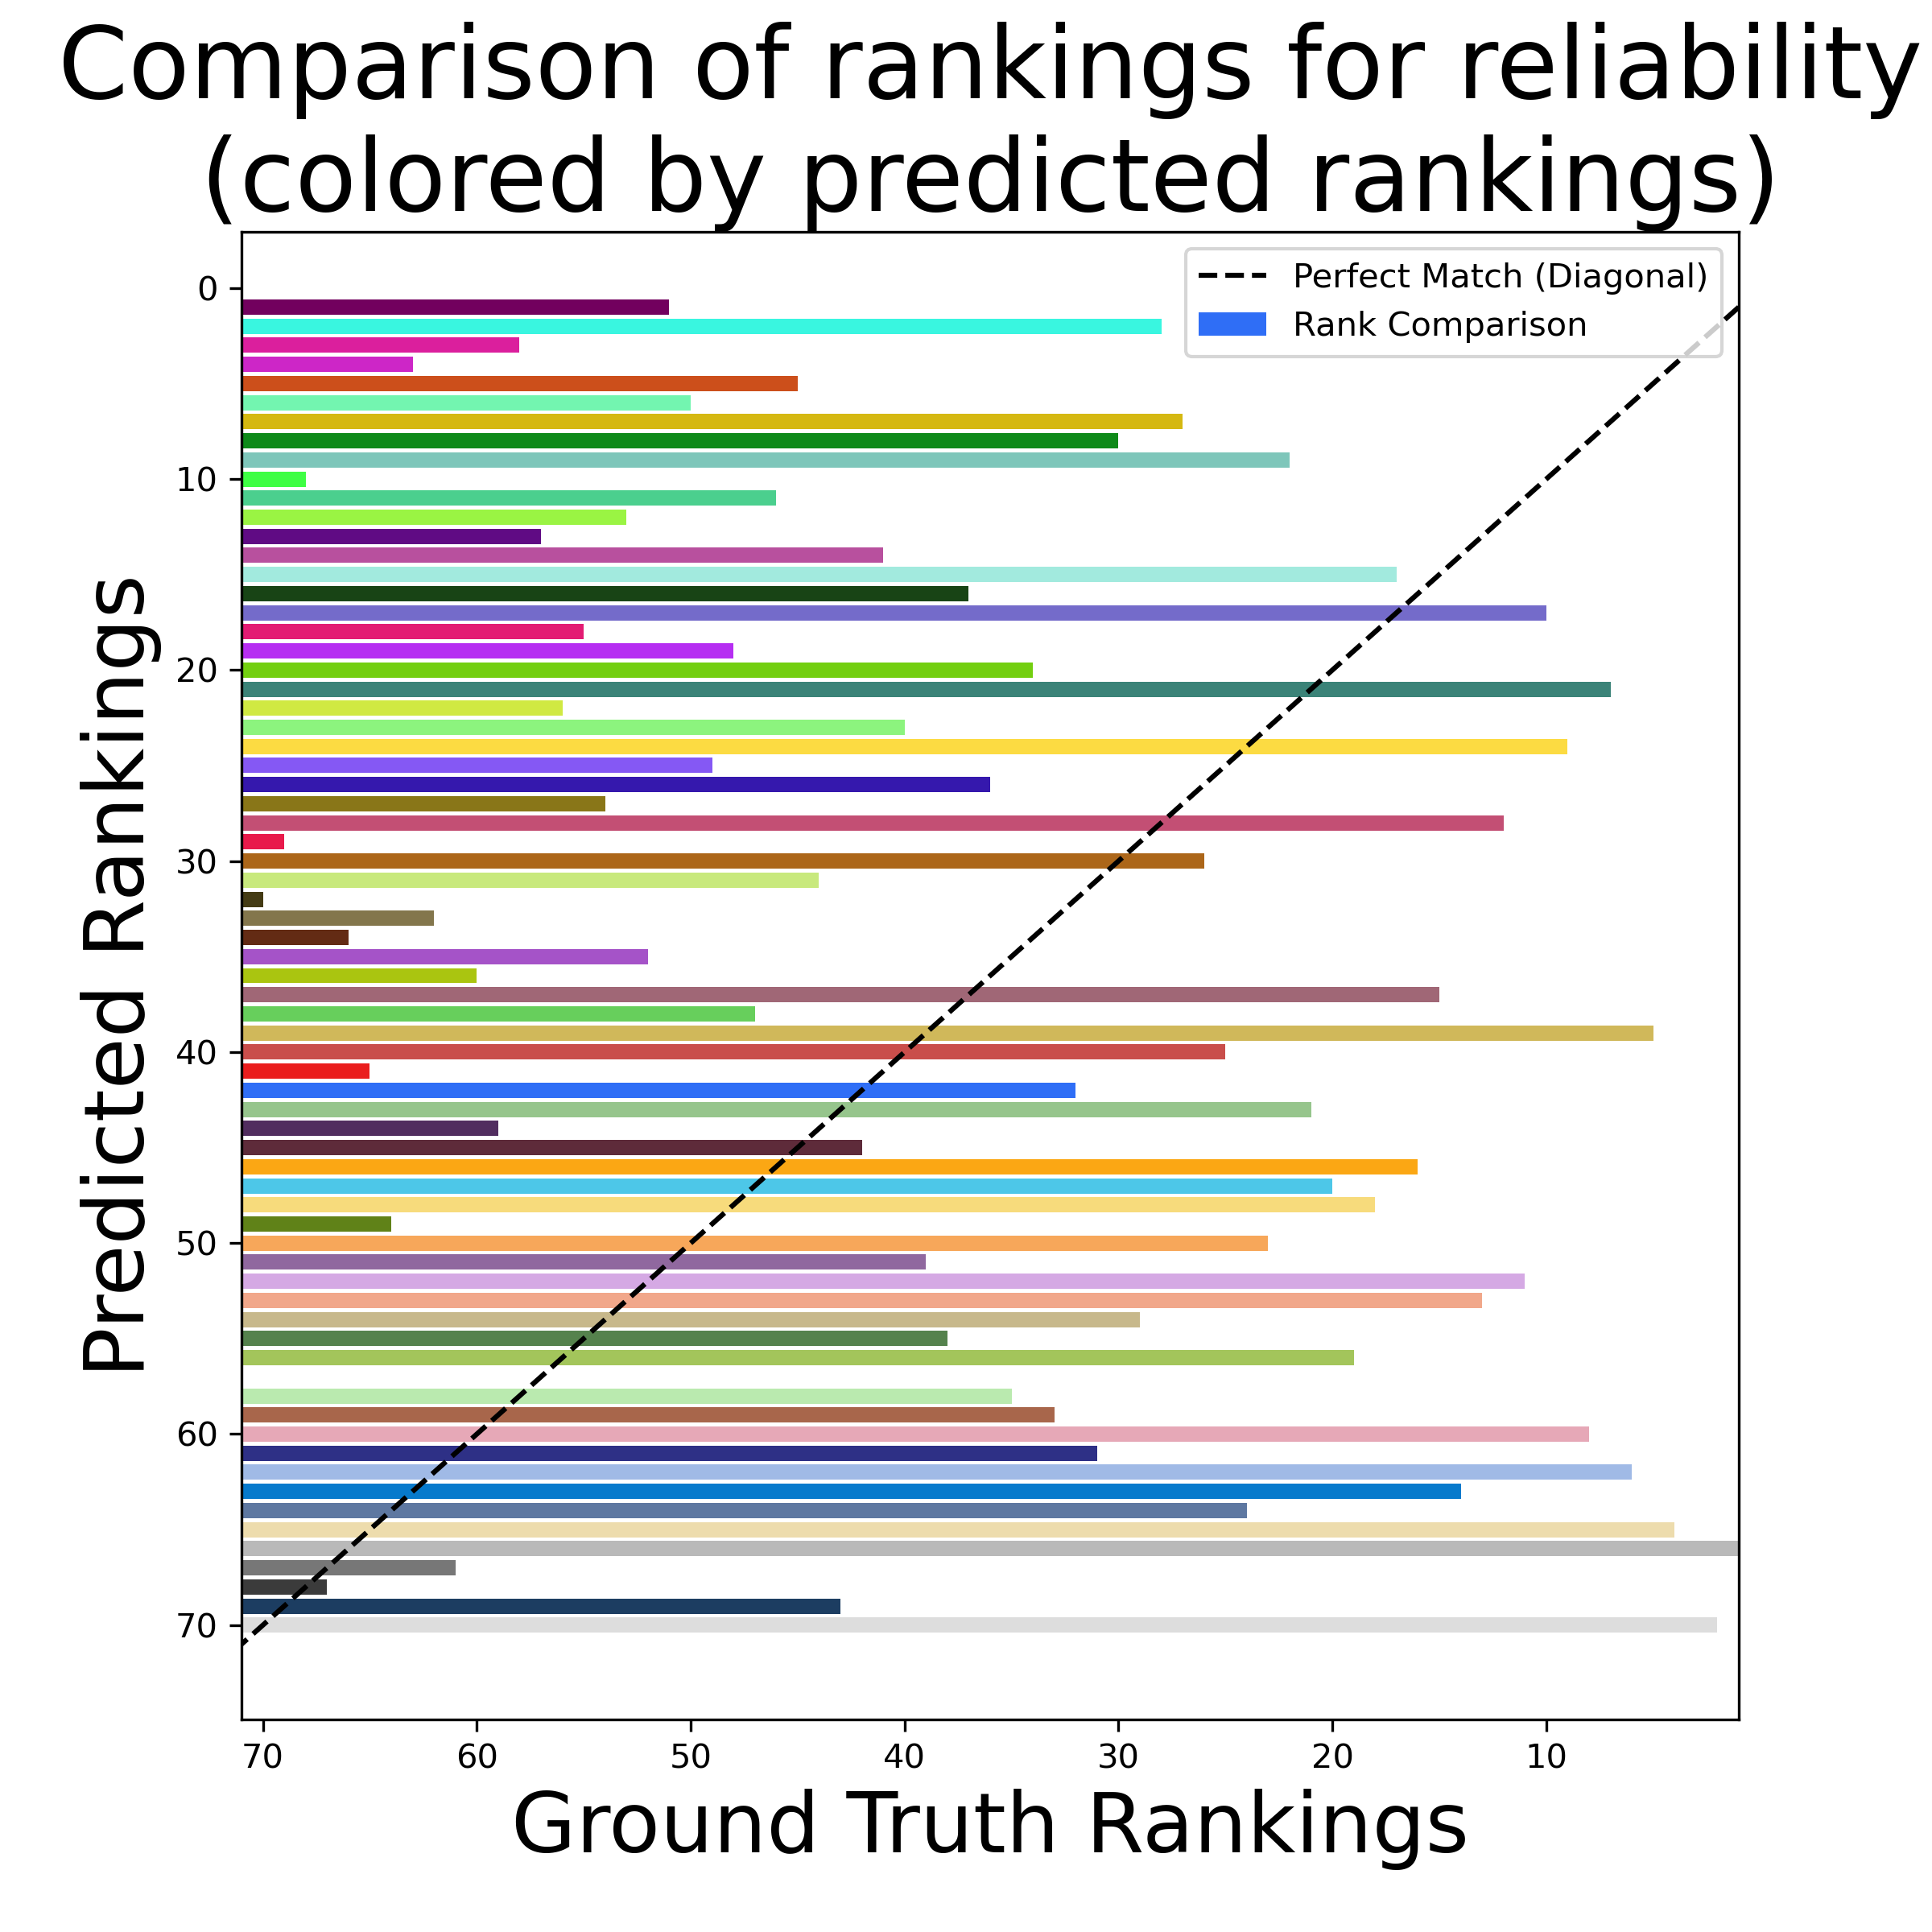 Comparison of rankings for reliability
(colored by predicted rankings)
Perfect Match (Diagonal)
Rank Comparison
Predicted Rankings
0
10
20
30
40
50
60
70
70 60 50 40 30 20 10
Ground Truth Rankings